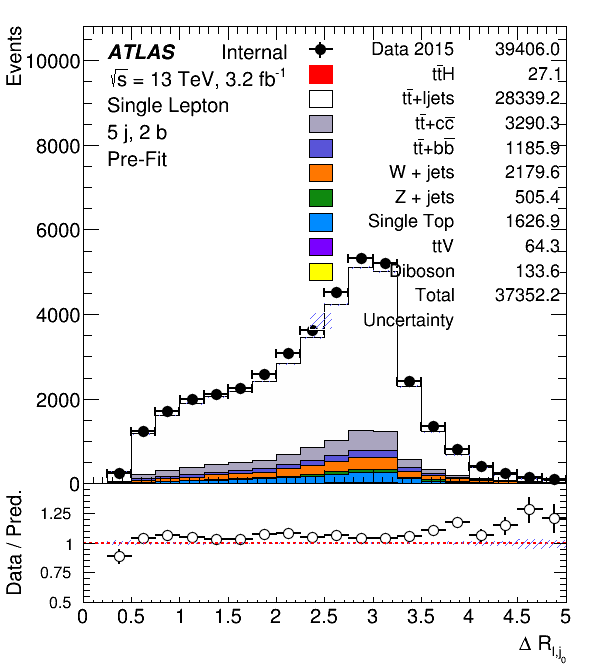 Events
10000
8000
6000
4000
2000
0
ATLAS Internal
√s = 13 TeV, 3.2 fb⁻¹
Single Lepton
5 j, 2 b
Pre-Fit
Data 2015 39406.0
tt̄H 27.1
tt̄+ljets 28339.2
tt̄+cc̄ 3290.3
tt̄+bb̄ 1185.9
W + jets 2179.6
Z + jets 505.4
Single Top 1626.9
ttV 64.3
Diboson 133.6
Total 37352.2
Uncertainty
Data / Pred.
1.25
1
0.75
0.5
0 0.5 1 1.5 2 2.5 3 3.5 4 4.5 5
Δ R_{l,j_0}